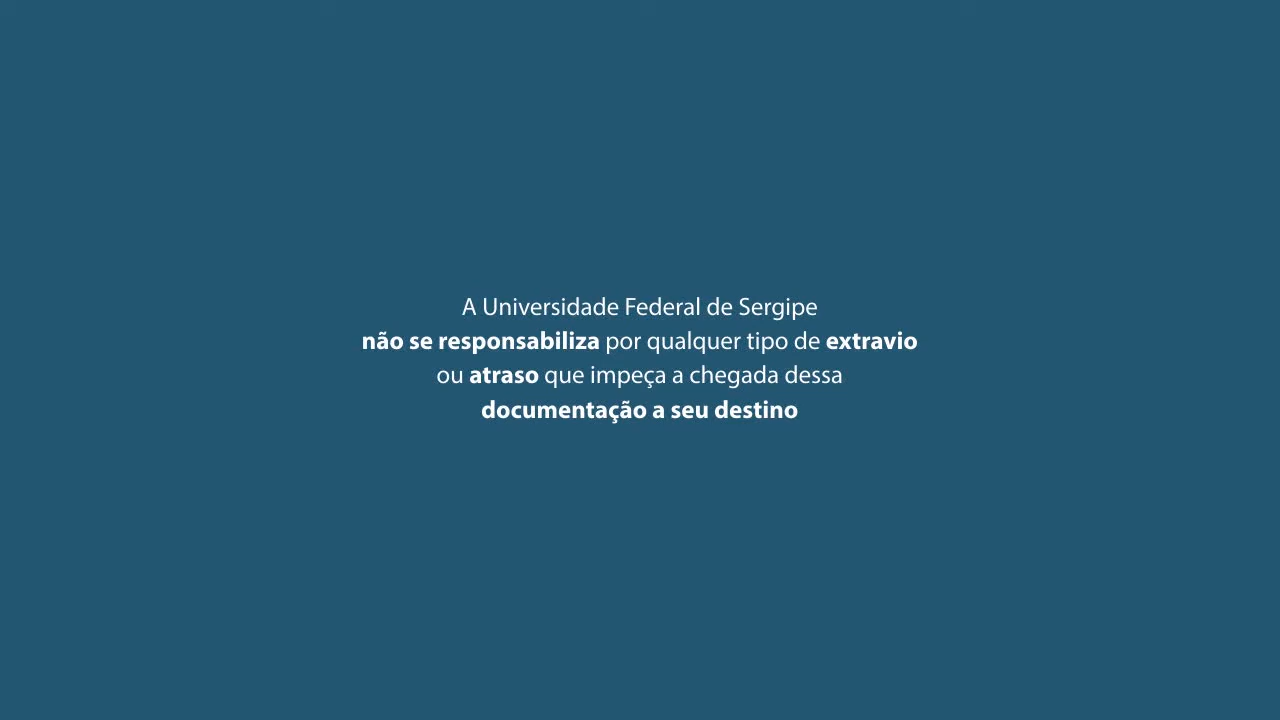 A Universidade Federal de Sergipe
não se responsabiliza por qualquer tipo de extravio
ou atraso que impeça a chegada dessa
documentação a seu destino